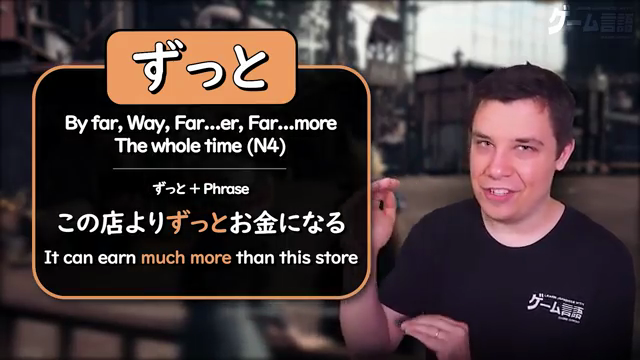 ゲーム言語
ずっと
By far, Way, Far...er, Far...more
The whole time (N4)
ずっと + Phrase
この店よりずっとお金になる
It can earn much more than this store
ゲーム言語